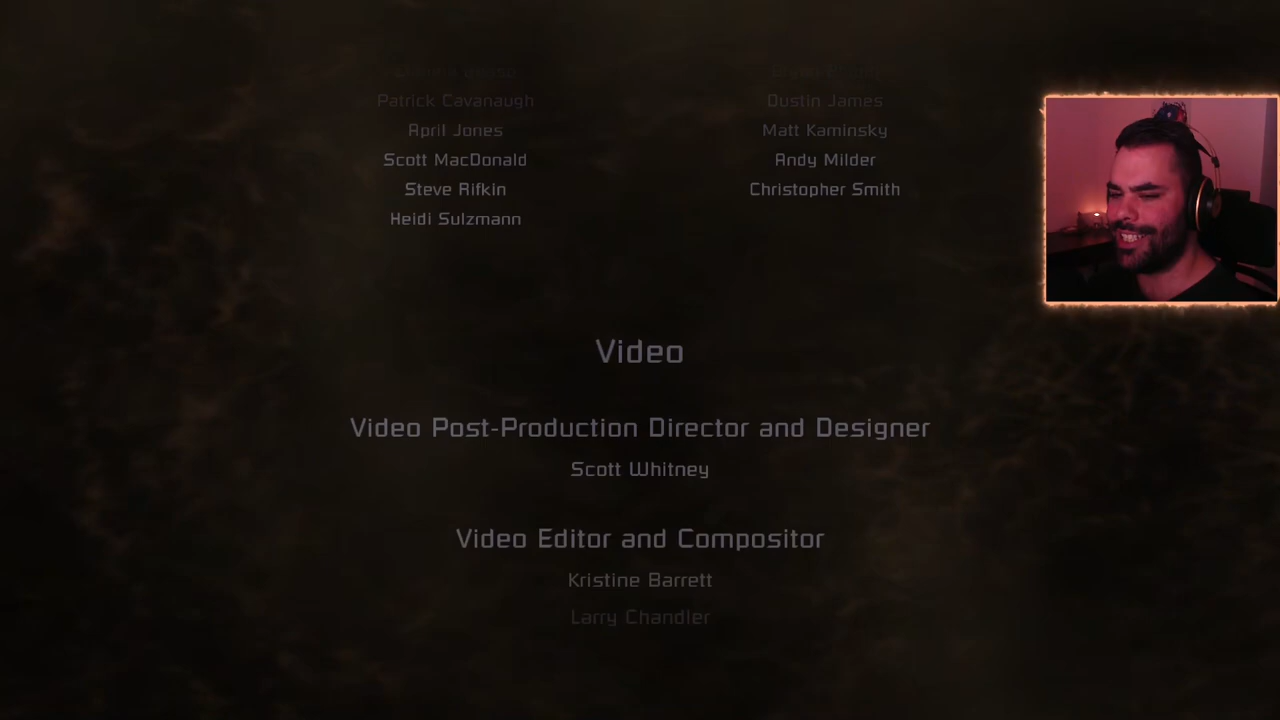 Patrick Cavanaugh Dustin James
April Jones Matt Kaminsky
Scott MacDonald Andy Milder
Steve Rifkin Christopher Smith
Heidi Sulzmann
Video
Video Post-Production Director and Designer
Scott Whitney
Video Editor and Compositor
Kristine Barrett
Larry Chandler